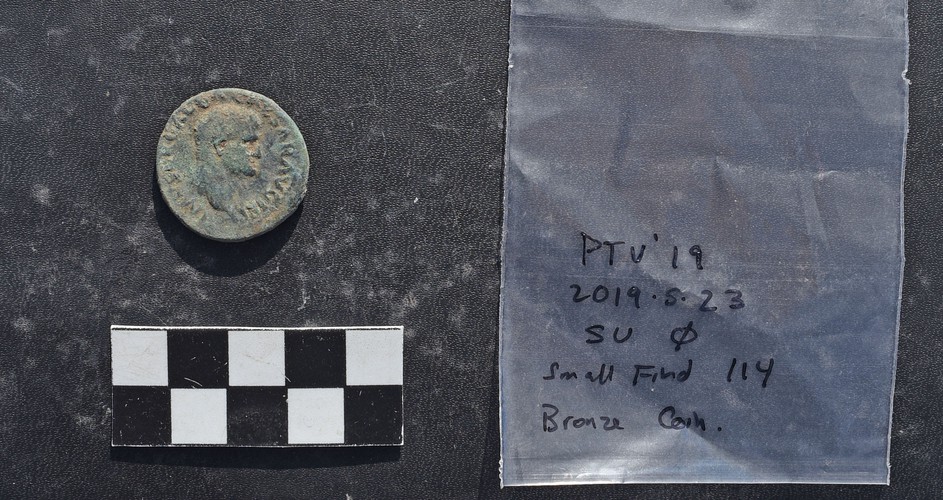 PTV'19
2019.5.23
SU Ø
Small Find 114
Bronze Coin.